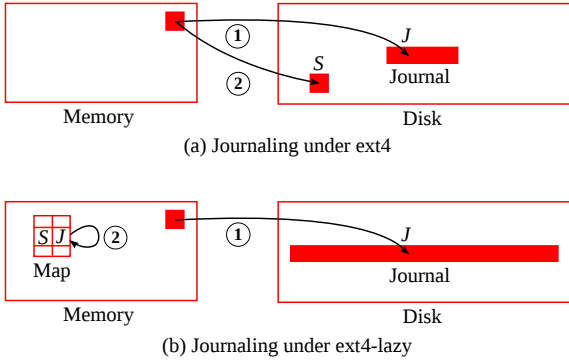 1
J
2
S
Journal
Memory
Disk
(a) Journaling under ext4
S J
2
1
J
Map
Journal
Memory
Disk
(b) Journaling under ext4-lazy